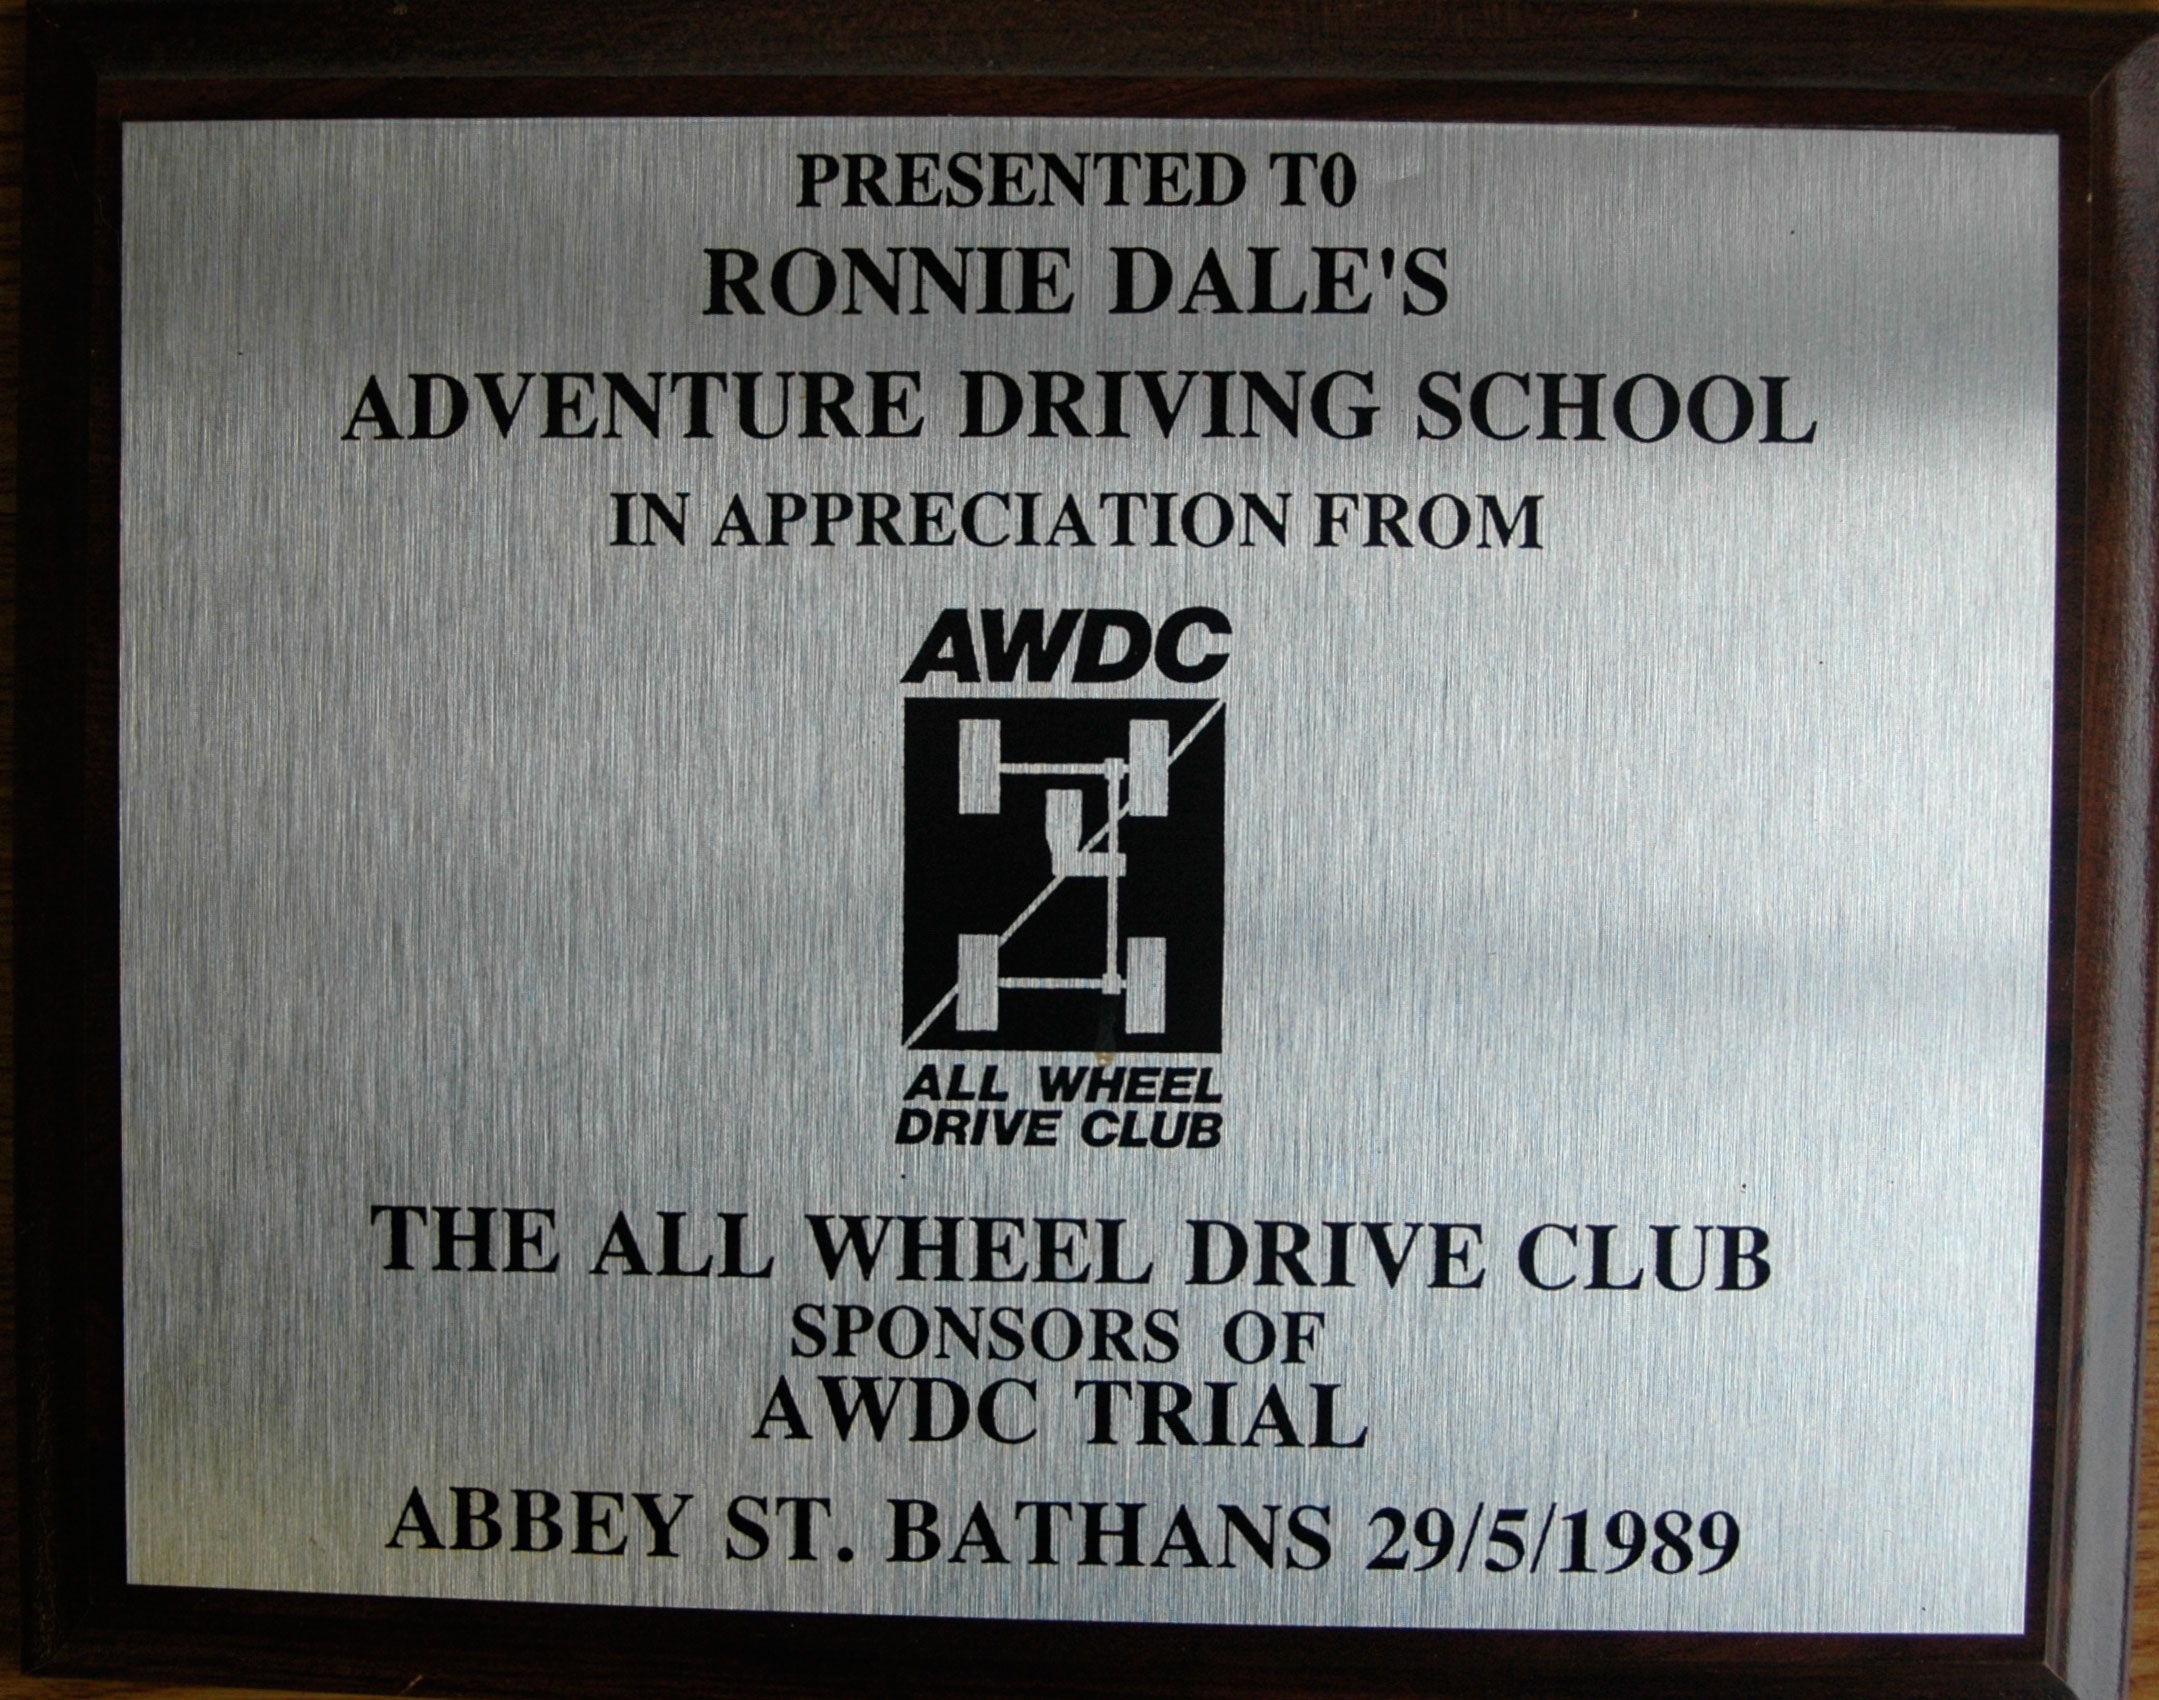 PRESENTED TO
RONNIE DALE'S
ADVENTURE DRIVING SCHOOL
IN APPRECIATION FROM
AWDC
ALL WHEEL
DRIVE CLUB
THE ALL WHEEL DRIVE CLUB
SPONSORS OF
AWDC TRIAL
ABBEY ST. BATHANS 29/5/1989